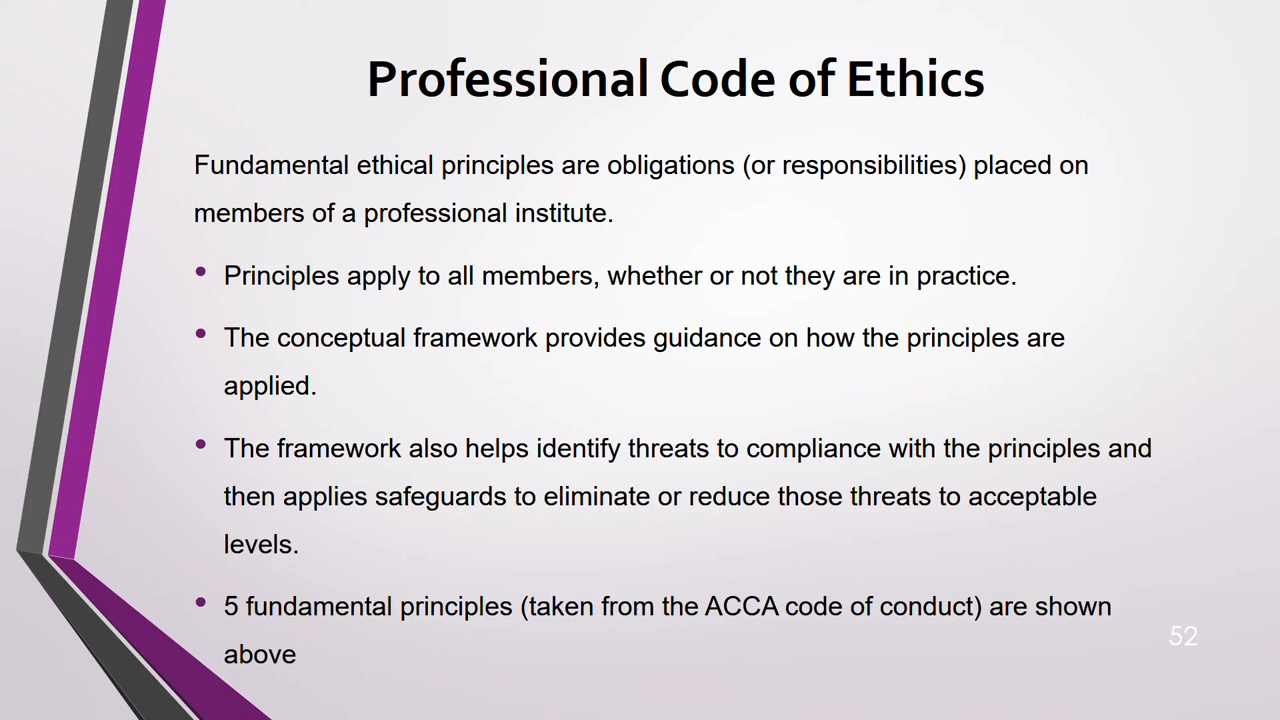 Professional Code of Ethics
Fundamental ethical principles are obligations (or responsibilities) placed on
members of a professional institute.
• Principles apply to all members, whether or not they are in practice.
• The conceptual framework provides guidance on how the principles are
applied.
• The framework also helps identify threats to compliance with the principles and
then applies safeguards to eliminate or reduce those threats to acceptable
levels.
• 5 fundamental principles (taken from the ACCA code of conduct) are shown
above
52